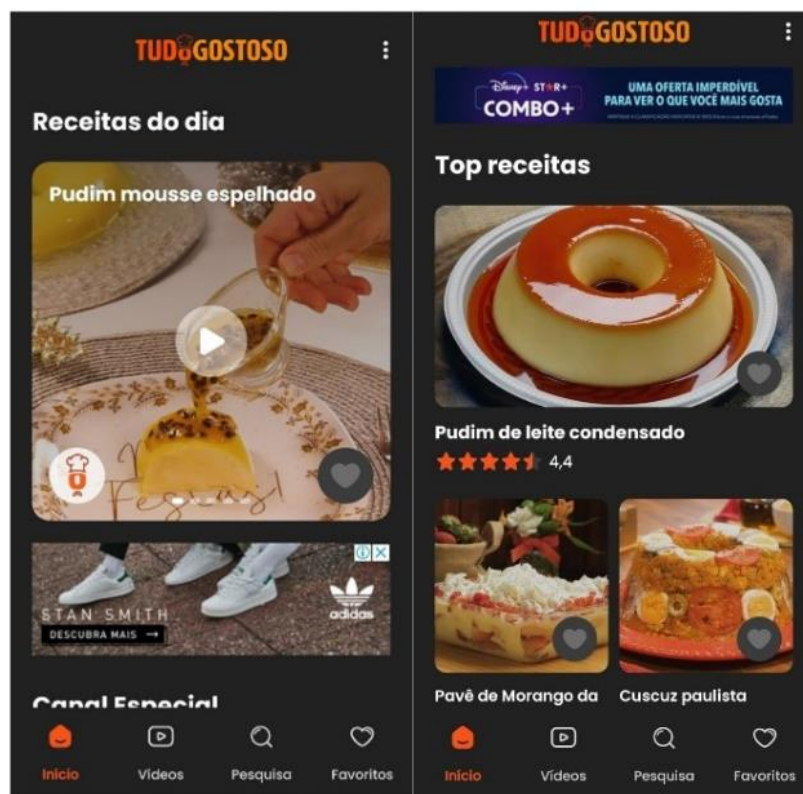 TUDOGOSTOSO
Receitas do dia
Pudim mousse espelhado
Festas!
STAN SMITH
DESCUBRA MAIS →
adidas
Canal Especial
Início
Vídeos
Pesquisa
Favoritos
TUDOGOSTOSO
Disney+ STAR+
COMBO+
UMA OFERTA IMPERDÍVEL
PARA VER O QUE VOCÊ MAIS GOSTA
Top receitas
Pudim de leite condensado
4,4
Pavê de Morango da
Cuscuz paulista
Início
Vídeos
Pesquisa
Favoritos